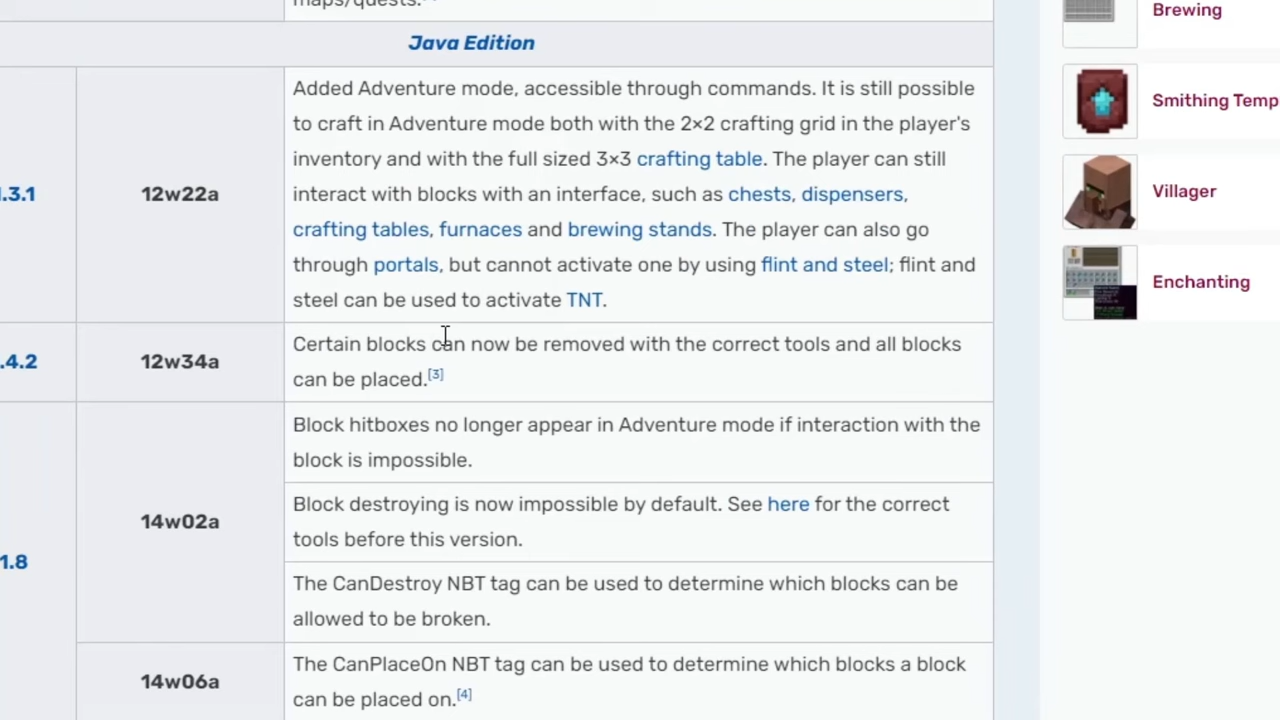 maps/quests.
Java Edition
.3.1
12w22a
Added Adventure mode, accessible through commands. It is still possible
to craft in Adventure mode both with the 2×2 crafting grid in the player's
inventory and with the full sized 3×3 crafting table. The player can still
interact with blocks with an interface, such as chests, dispensers,
crafting tables, furnaces and brewing stands. The player can also go
through portals, but cannot activate one by using flint and steel; flint and
steel can be used to activate TNT.
.4.2
12w34a
Certain blocks can now be removed with the correct tools and all blocks
can be placed.[3]
1.8
14w02a
Block hitboxes no longer appear in Adventure mode if interaction with the
block is impossible.
Block destroying is now impossible by default. See here for the correct
tools before this version.
The CanDestroy NBT tag can be used to determine which blocks can be
allowed to be broken.
14w06a
The CanPlaceOn NBT tag can be used to determine which blocks a block
can be placed on.[4]
Brewing
Smithing Temp
Villager
Enchanting